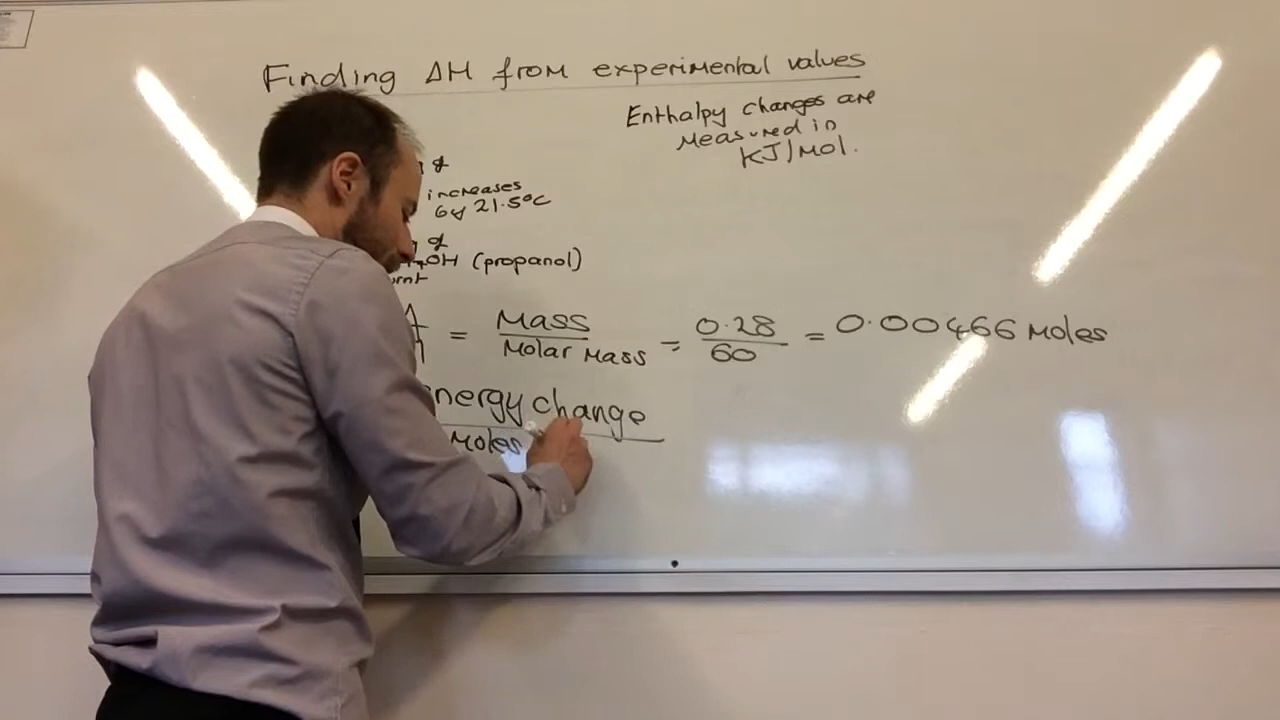 Finding ΔH from experimental values
Enthalpy changes are
measured in
KJ/mol.
g of
increases
by 21.5°C
g of
OH (propanol)
rnt
= Mass / Molar Mass = 0.28 / 60 = 0.00466 moles
nergy change
moles